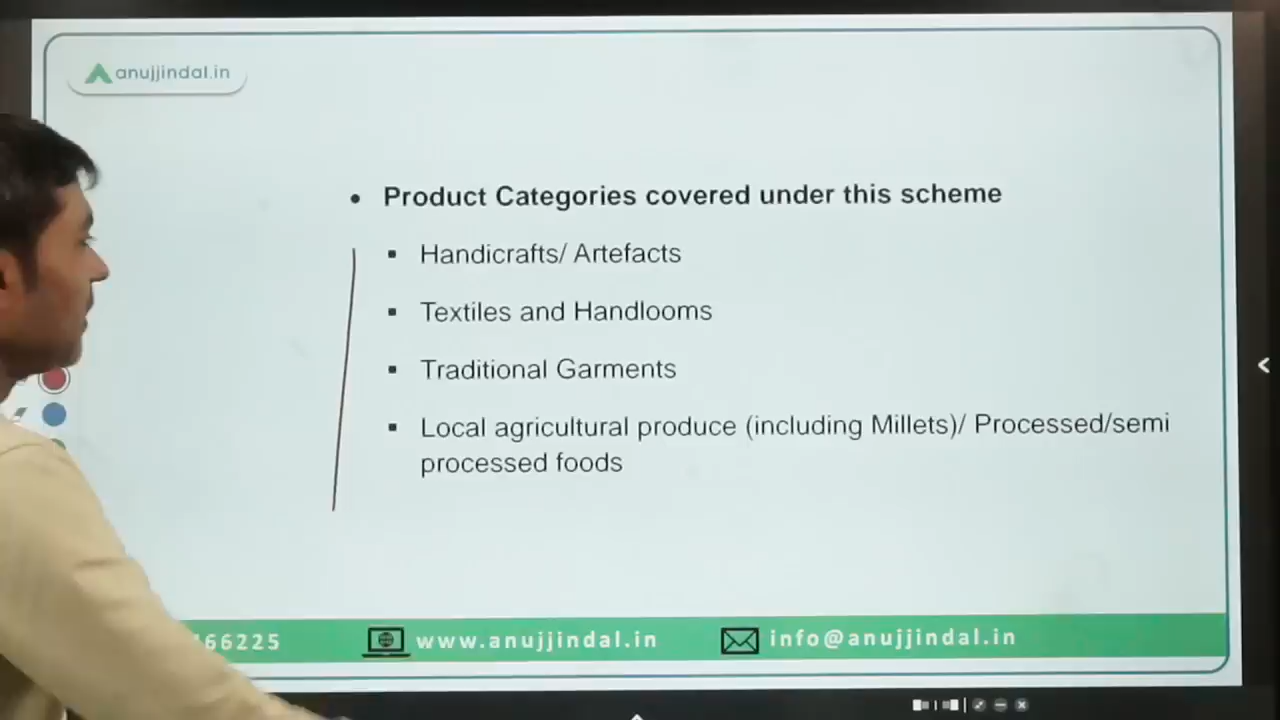 anujjindal.in
• Product Categories covered under this scheme
▪ Handicrafts/ Artefacts
▪ Textiles and Handlooms
▪ Traditional Garments
▪ Local agricultural produce (including Millets)/ Processed/semi
processed foods
66225
www.anujjindal.in
info@anujjindal.in